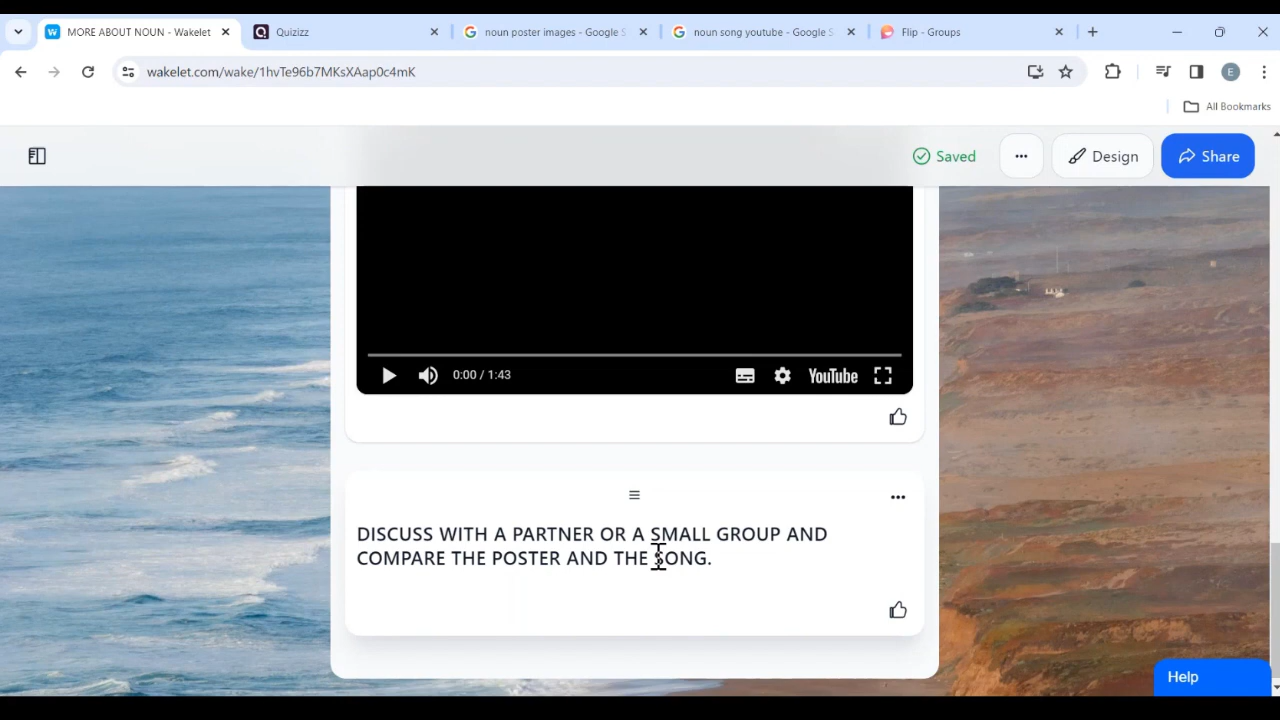 MORE ABOUT NOUN - Wakelet
Quizizz
noun poster images - Google S
noun song youtube - Google S
Flip - Groups
wakelet.com/wake/1hvTe96b7MKsXAap0c4mK
E
All Bookmarks
Saved
Design
Share
0:00 / 1:43
YouTube
DISCUSS WITH A PARTNER OR A SMALL GROUP AND
COMPARE THE POSTER AND THE SONG.
Help